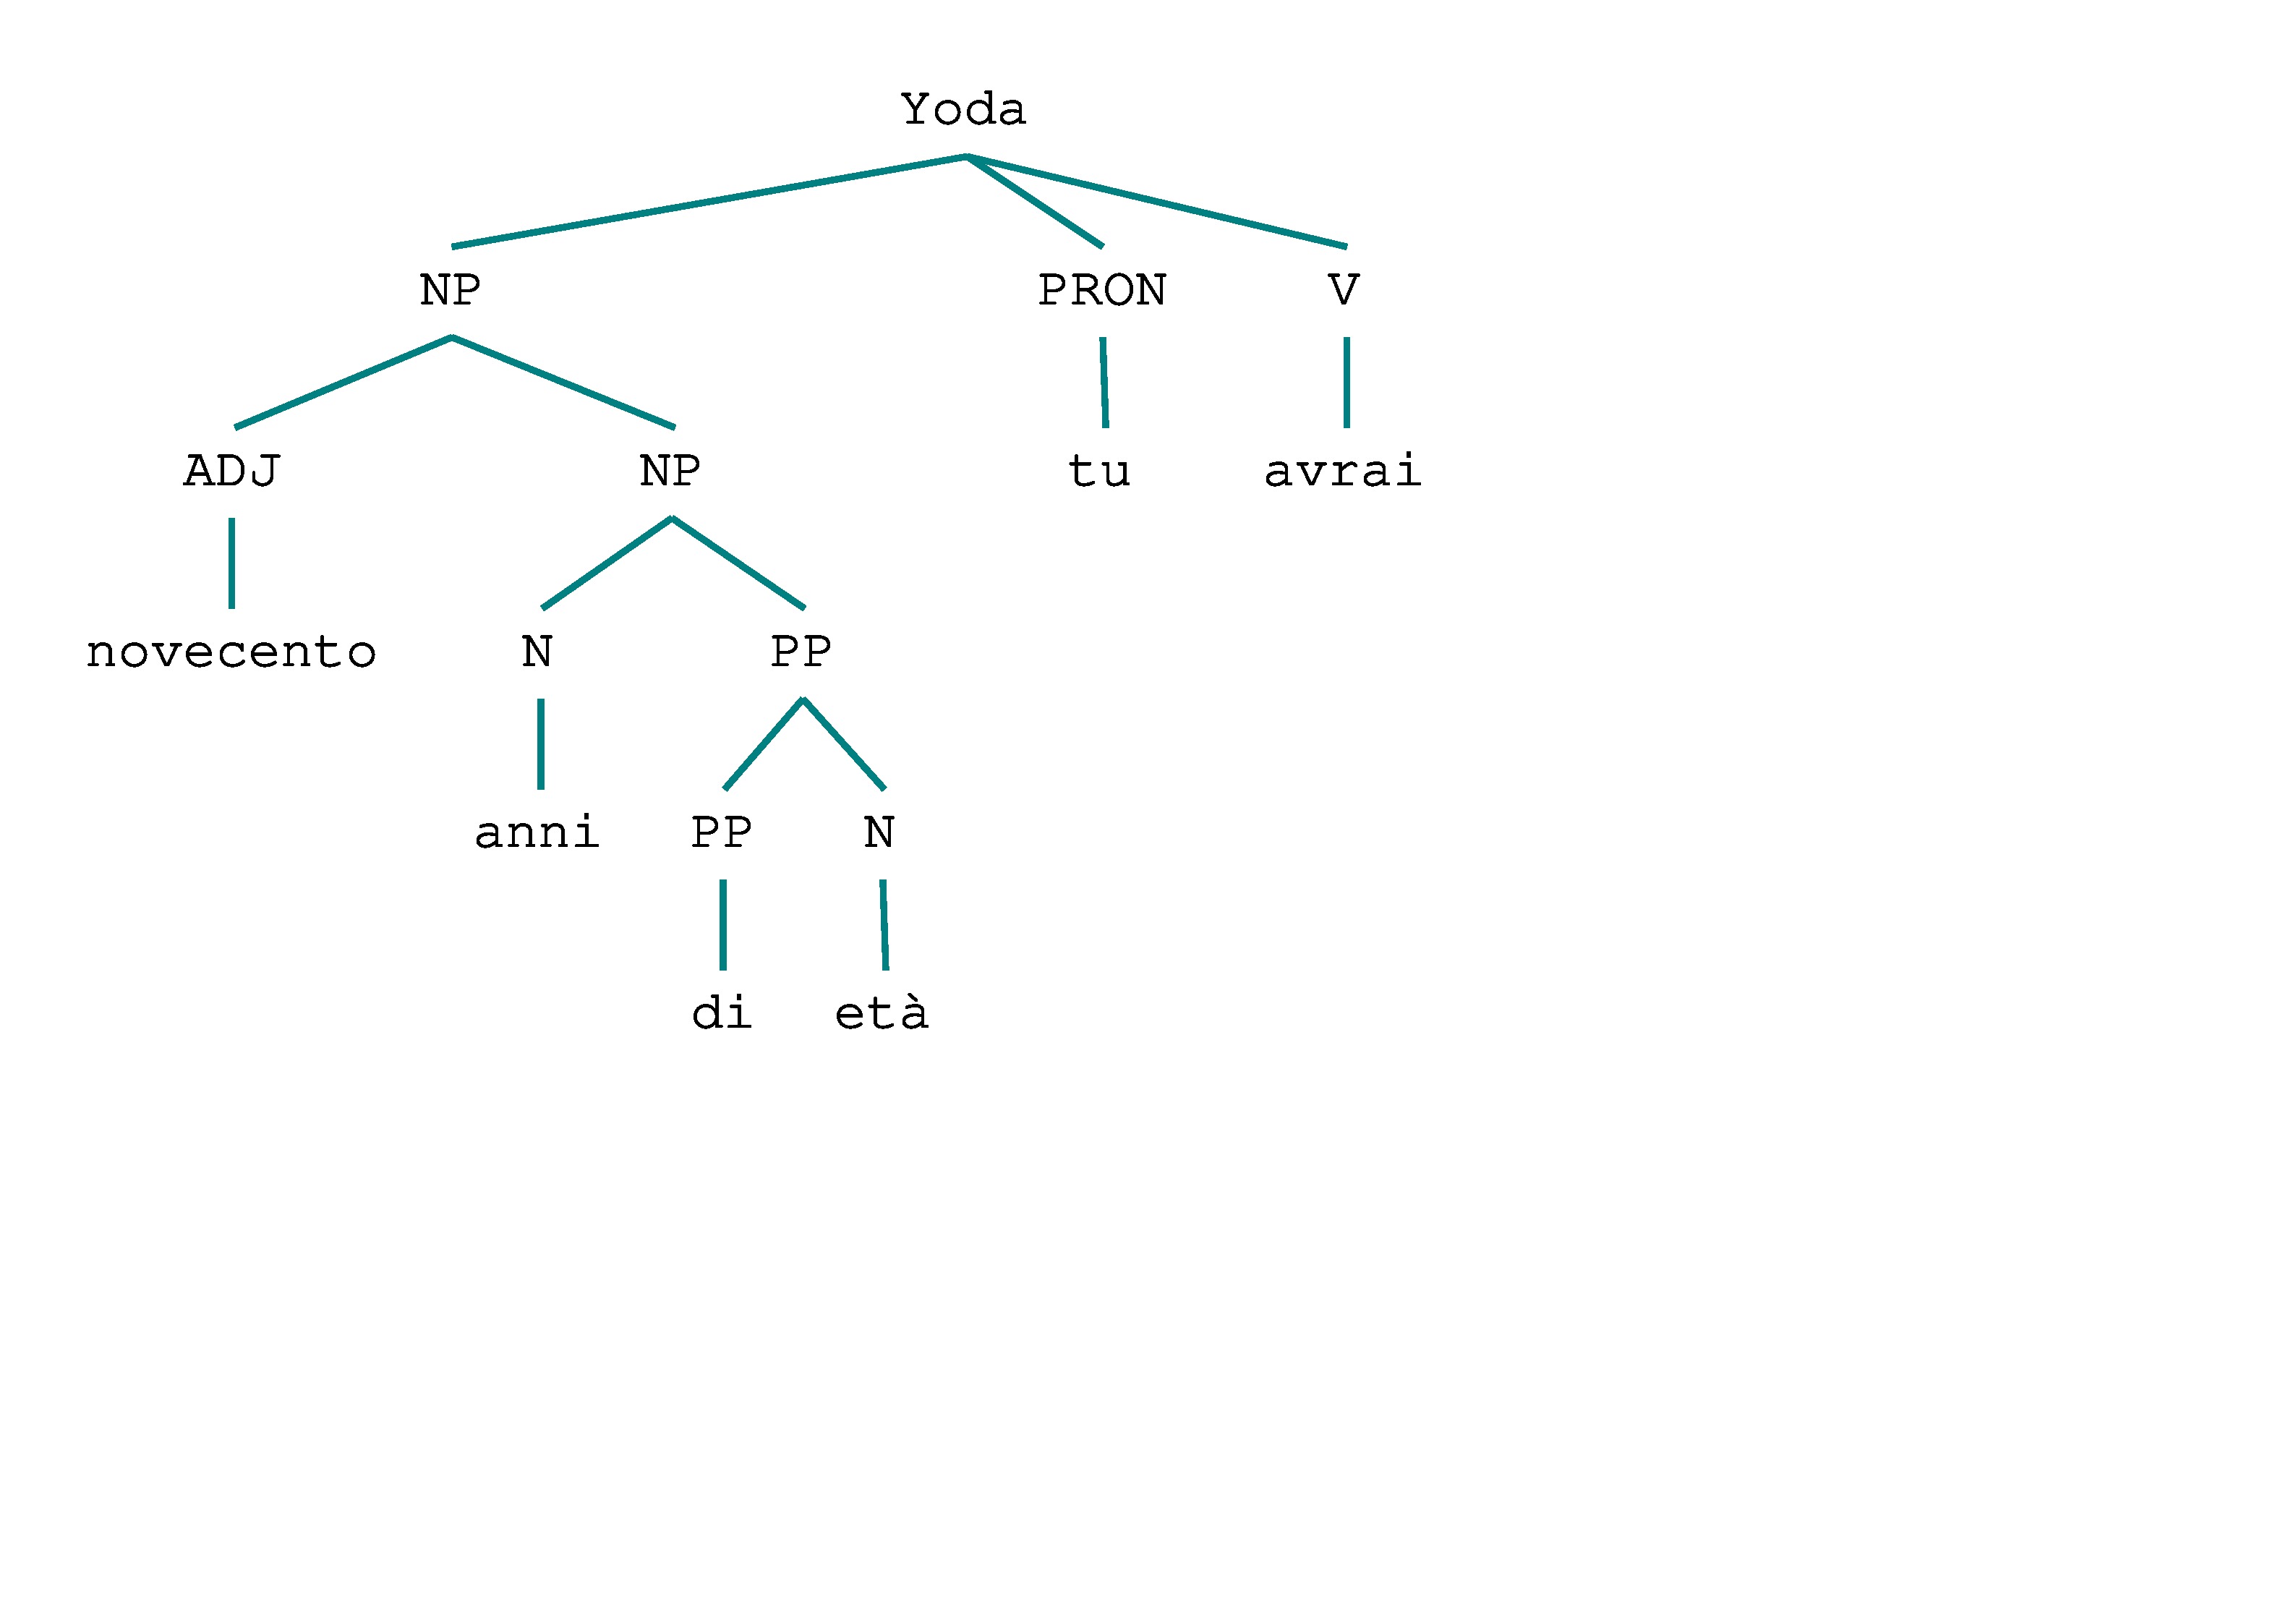 Yoda
NP PRON V
ADJ NP tu avrai
novecento N PP
anni PP N
di età